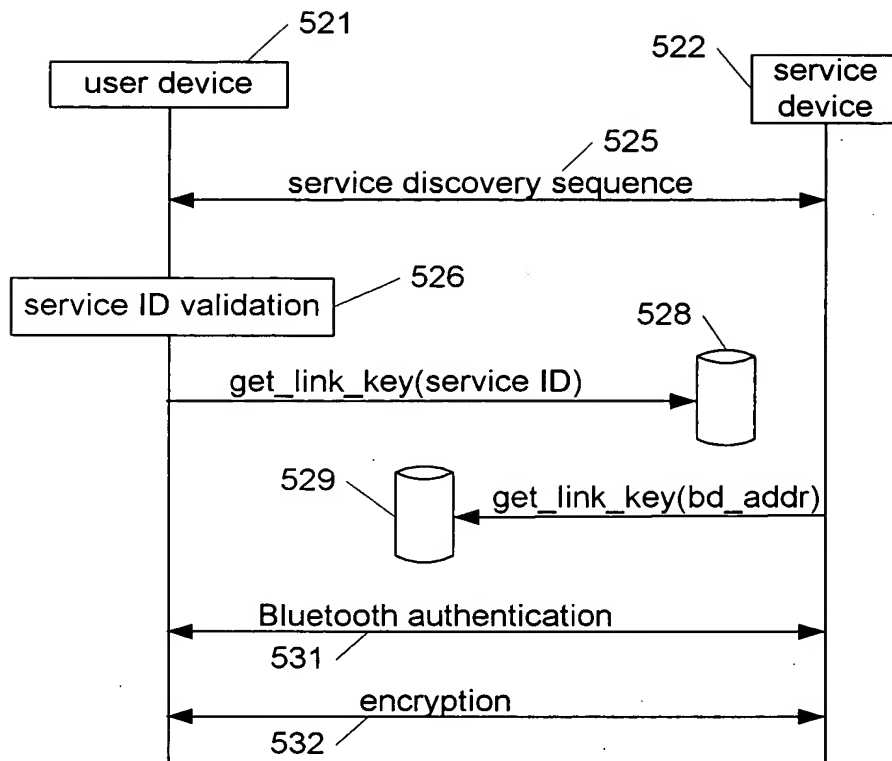 521
user device
522
service
device
525
service discovery sequence
526
service ID validation
528
get_link_key(service ID)
529
get_link_key(bd_addr)
Bluetooth authentication
531
encryption
532